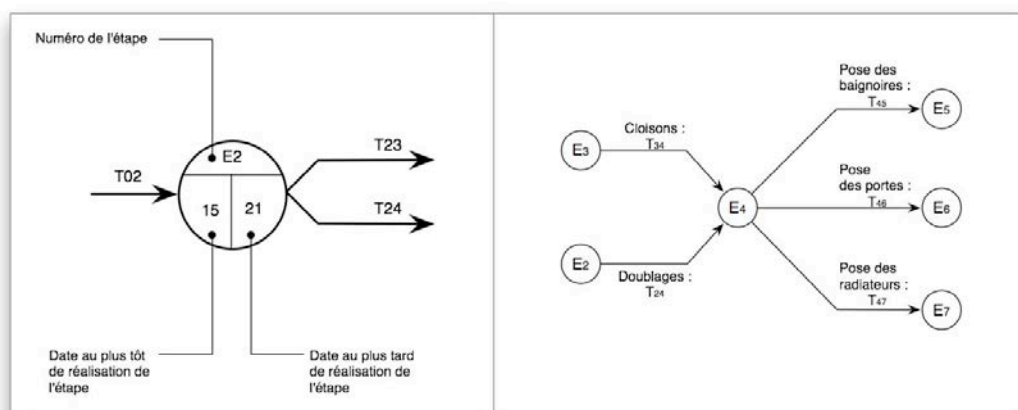 Numéro de l'étape
T02
E2
15
21
T23
T24
Date au plus tôt
de réalisation de
l'étape
Date au plus tard
de réalisation de
l'étape
E3
Cloisons :
T34
E2
Doublages :
T24
E4
Pose des
baignoires :
T45
E5
Pose
des portes :
T46
E6
Pose des
radiateurs :
T47
E7